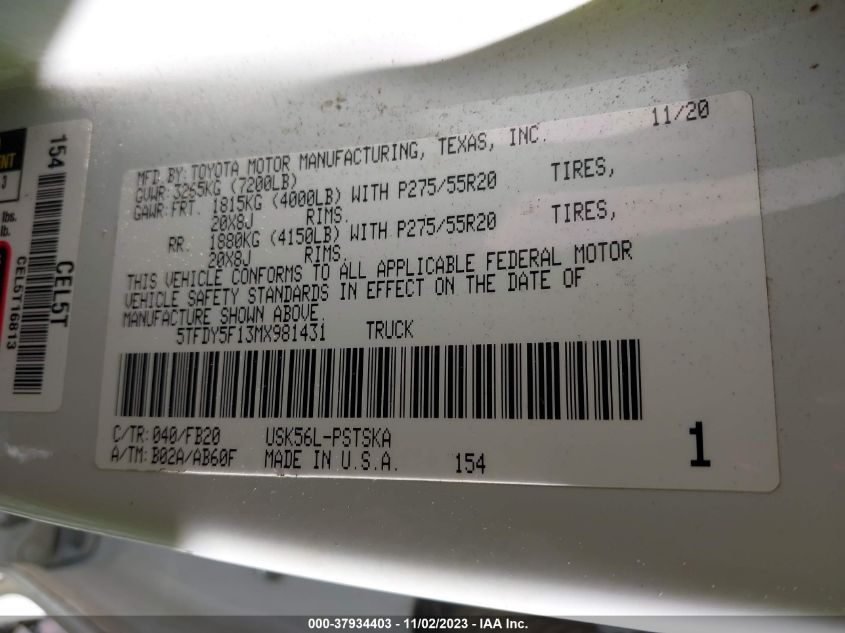 MFD.BY: TOYOTA MOTOR MANUFACTURING, TEXAS, INC. 11/20
GVWR: 3265KG (7200LB)
GAWR: FRT. 1815KG (4000LB) WITH P275/55R20 TIRES,
20X8J RIMS.
RR. 1880KG (4150LB) WITH P275/55R20 TIRES,
20X8J RIMS.
THIS VEHICLE CONFORMS TO ALL APPLICABLE FEDERAL MOTOR
VEHICLE SAFETY STANDARDS IN EFFECT ON THE DATE OF
MANUFACTURE SHOWN ABOVE.
5TFDY5F13MX981431 TRUCK
C/TR: 040/FB20 USK56L-PSTSKA
A/TM: B02A/AB60F MADE IN U.S.A. 154 1
154
CEL5T
CEL5T16813
lbs.
lb.
000-37934403 - 11/02/2023 - IAA Inc.